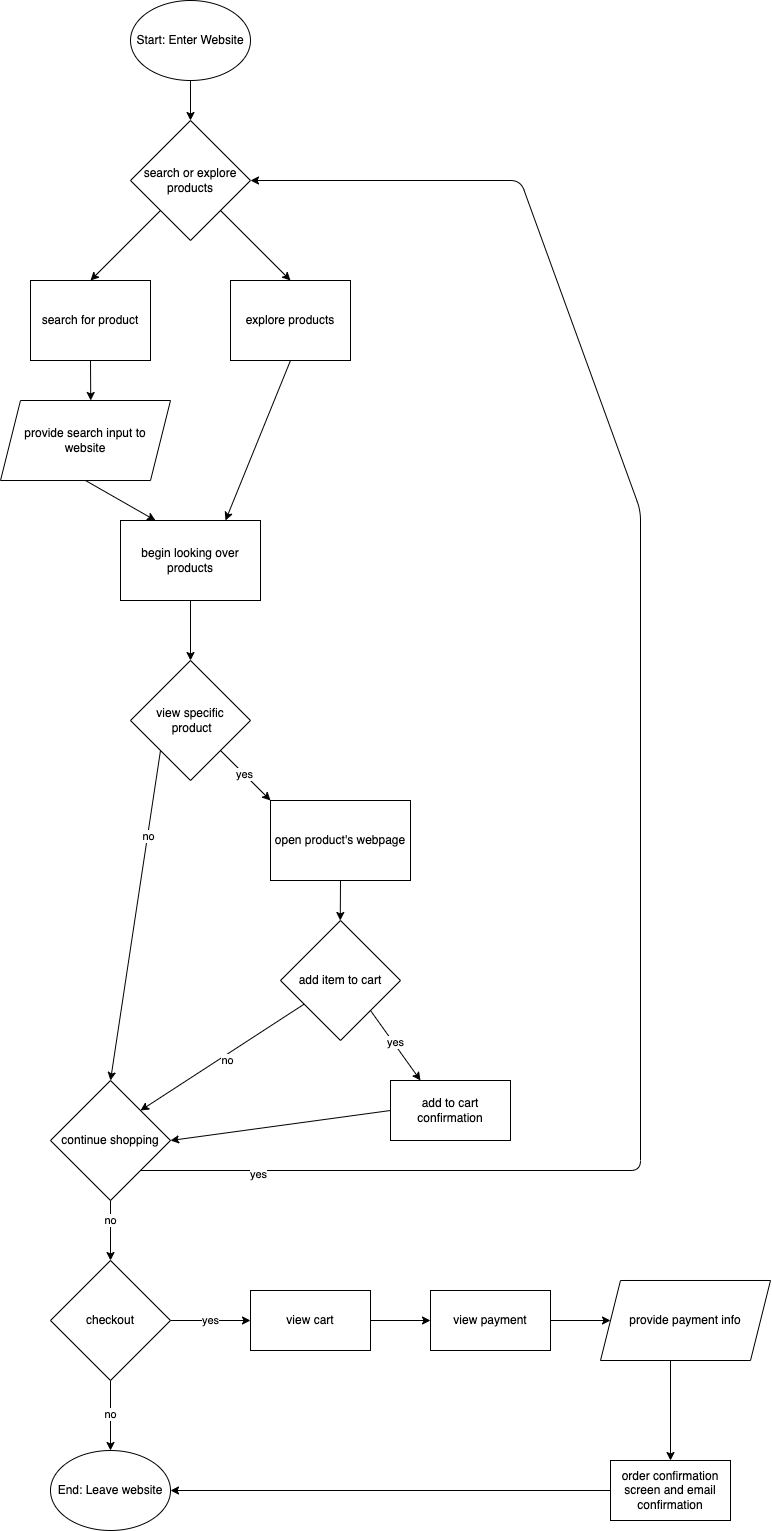 Start: Enter Website
search or explore
products
search for product
explore products
provide search input to
website
begin looking over
products
view specific
product
yes
open product's webpage
no
add item to cart
yes
no
add to cart
confirmation
continue shopping
yes
no
checkout
yes
view cart
view payment
provide payment info
no
End: Leave website
order confirmation
screen and email
confirmation